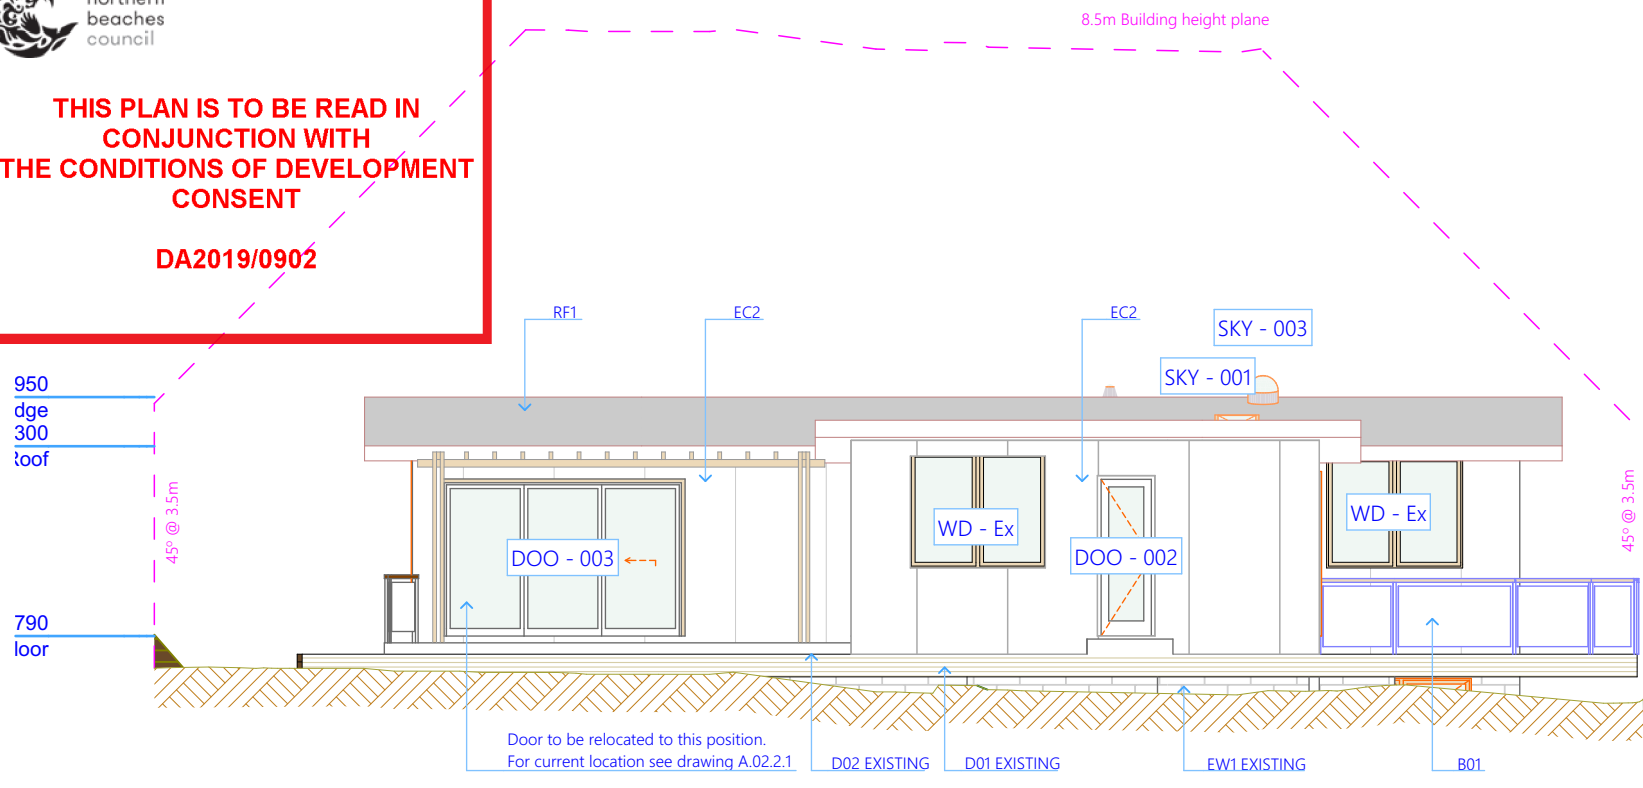 northern
beaches
council
THIS PLAN IS TO BE READ IN
CONJUNCTION WITH
THE CONDITIONS OF DEVELOPMENT
CONSENT
DA2019/0902
8.5m Building height plane
RF1
EC2
EC2
SKY - 003
SKY - 001
950
dge
300
Roof
45° @ 3.5m
45° @ 3.5m
WD - Ex
WD - Ex
DOO - 003
DOO - 002
790
loor
Door to be relocated to this position.
For current location see drawing A.02.2.1
D02 EXISTING
D01 EXISTING
EW1 EXISTING
B01